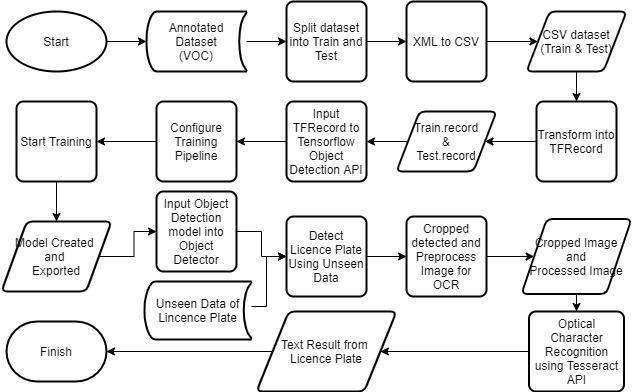 Start
Annotated
Dataset
(VOC)
Split dataset
into Train and
Test
XML to CSV
CSV dataset
(Train & Test)
Start Training
Configure
Training
Pipeline
Input
TFRecord to
Tensorflow
Object
Detection API
Train.record
&
Test.record
Transform into
TFRecord
Model Created
and
Exported
Input Object
Detection
model into
Object
Detector
Unseen Data of
Lincence Plate
Detect
Licence Plate
Using Unseen
Data
Cropped
detected and
Preprocess
Image for
OCR
Cropped Image
and
Processed Image
Finish
Text Result from
Licence Plate
Optical
Character
Recognition
using Tesseract
API